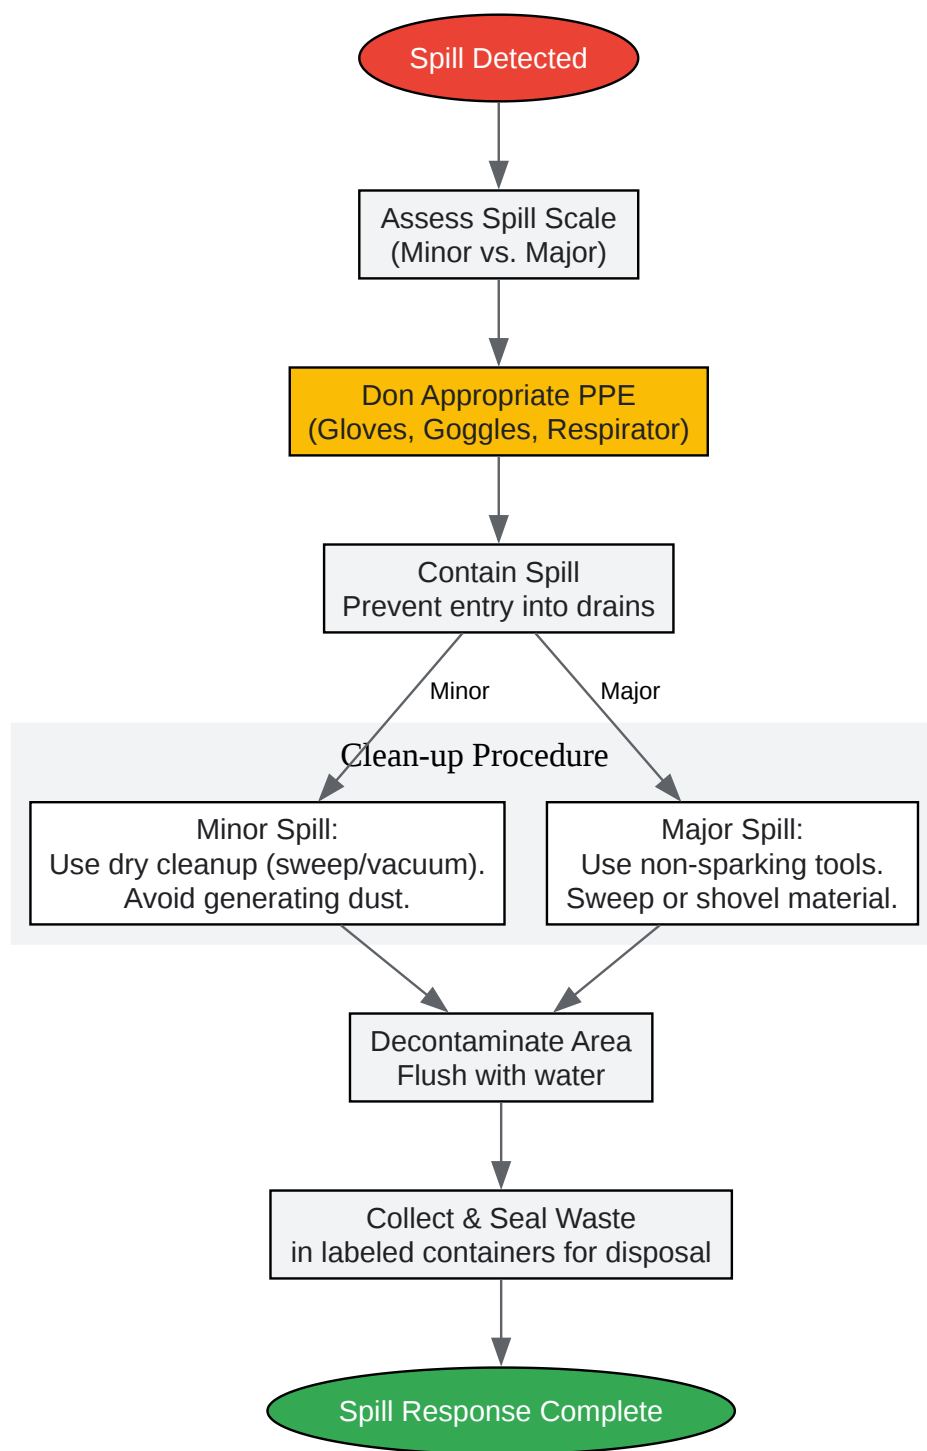 Spill Detected
Assess Spill Scale
(Minor vs. Major)
Don Appropriate PPE
(Gloves, Goggles, Respirator)
Contain Spill
Prevent entry into drains
Minor
Major
Clean-up Procedure
Minor Spill:
Use dry cleanup (sweep/vacuum).
Avoid generating dust.
Major Spill:
Use non-sparking tools.
Sweep or shovel material.
Decontaminate Area
Flush with water
Collect & Seal Waste
in labeled containers for disposal
Spill Response Complete